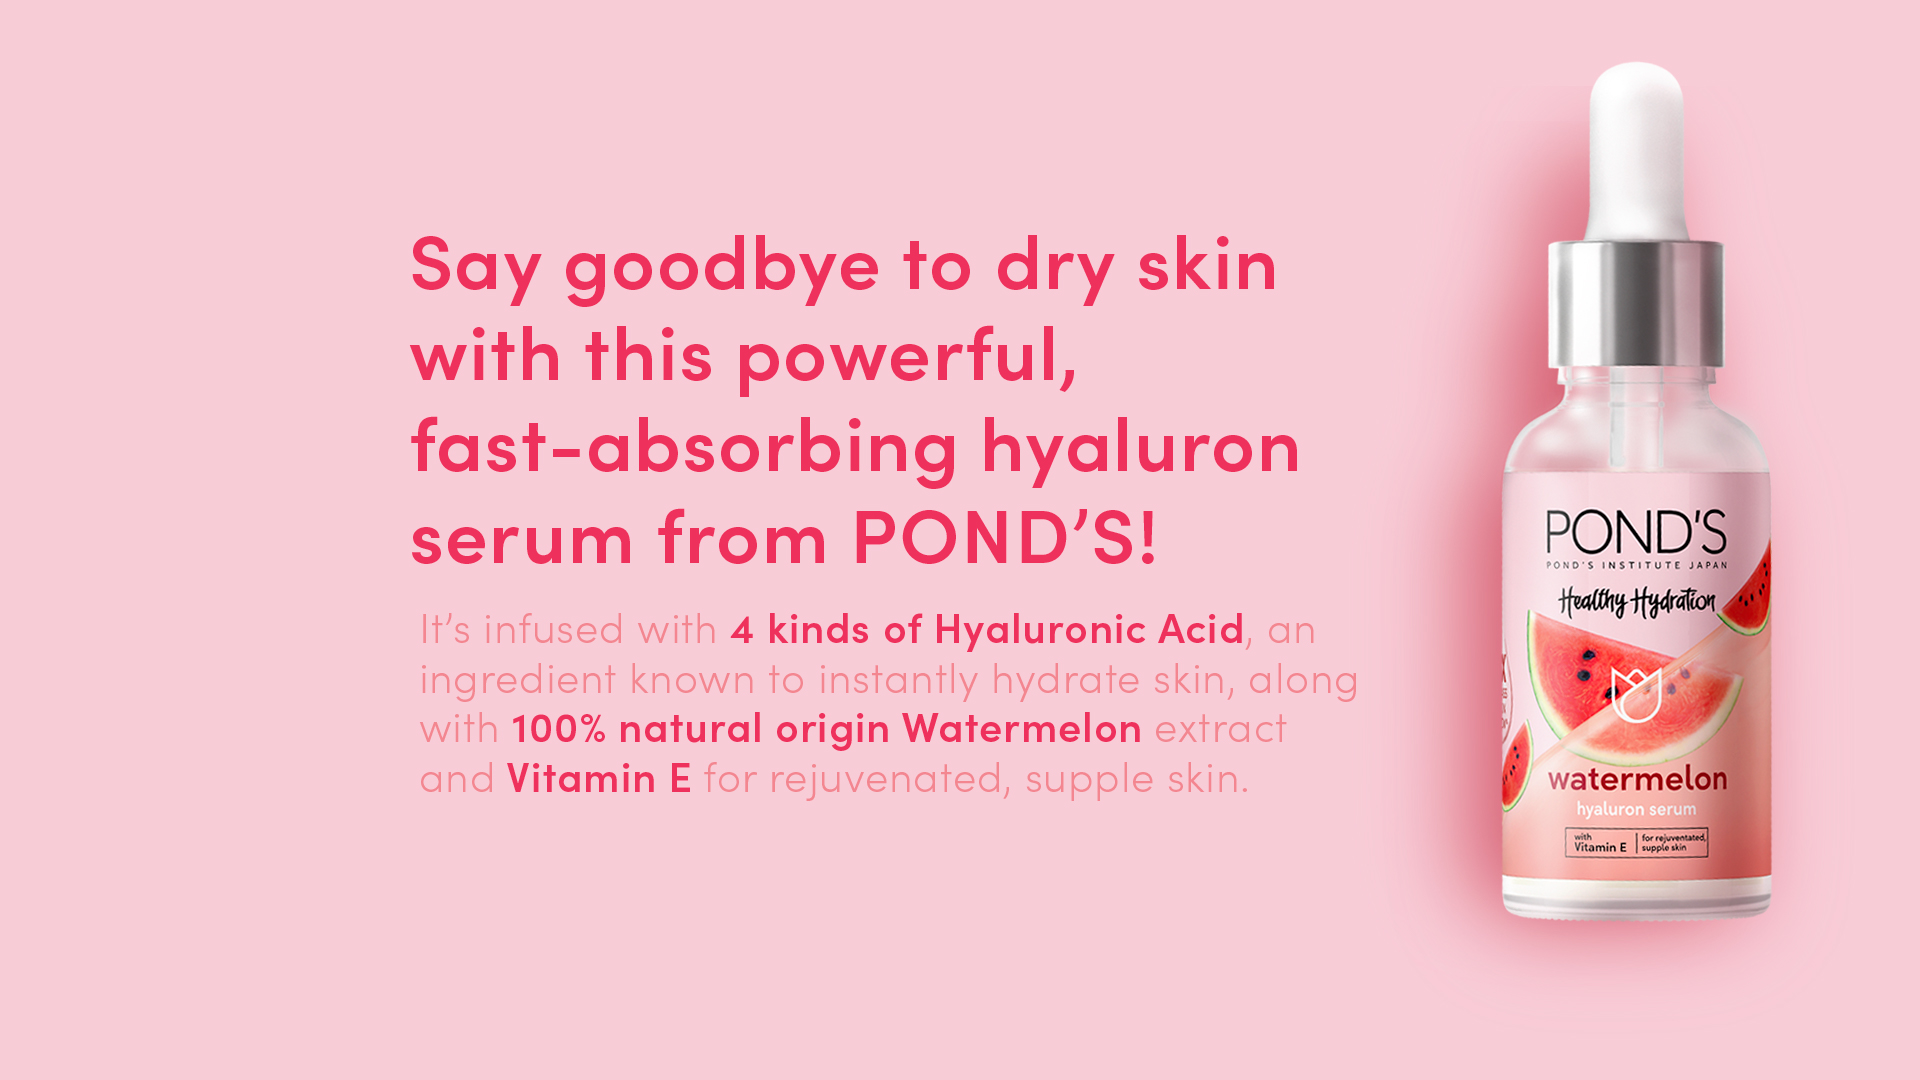 Say goodbye to dry skin
with this powerful,
fast-absorbing hyaluron
serum from POND’S!
It’s infused with 4 kinds of Hyaluronic Acid, an
ingredient known to instantly hydrate skin, along
with 100% natural origin Watermelon extract
and Vitamin E for rejuvenated, supple skin.
POND'S
POND'S INSTITUTE JAPAN
Healthy Hydration
watermelon
hyaluron serum
with
Vitamin E
for rejuventated,
supple skin